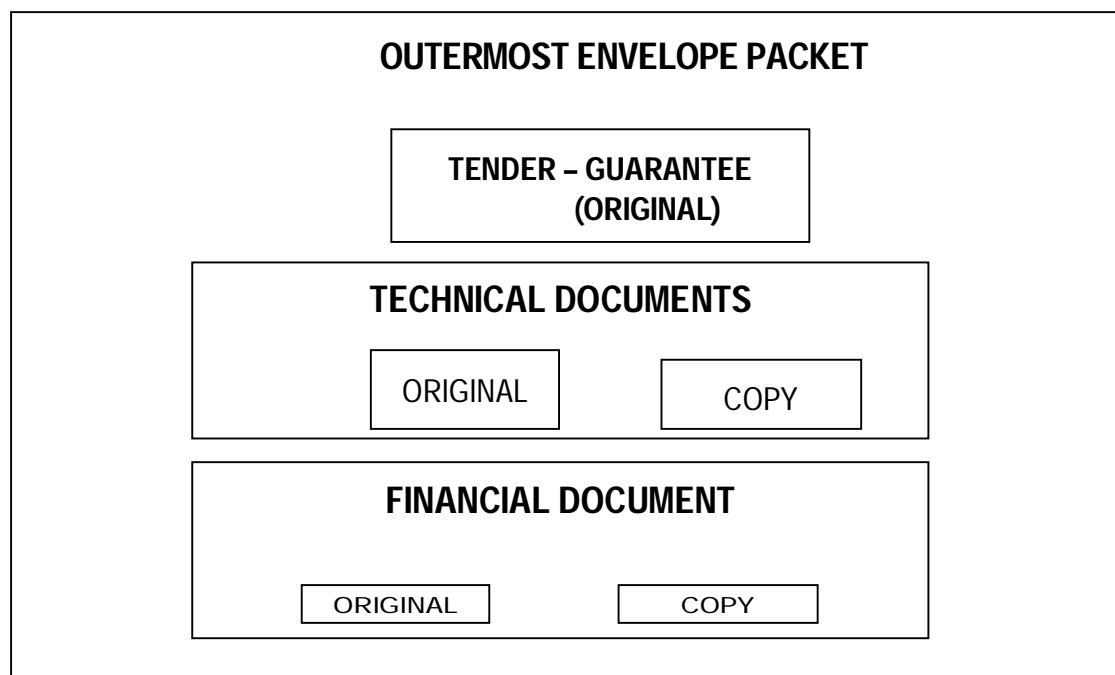 OUTERMOST ENVELOPE PACKET
TENDER – GUARANTEE
(ORIGINAL)
TECHNICAL DOCUMENTS
ORIGINAL
COPY
FINANCIAL DOCUMENT
ORIGINAL
COPY